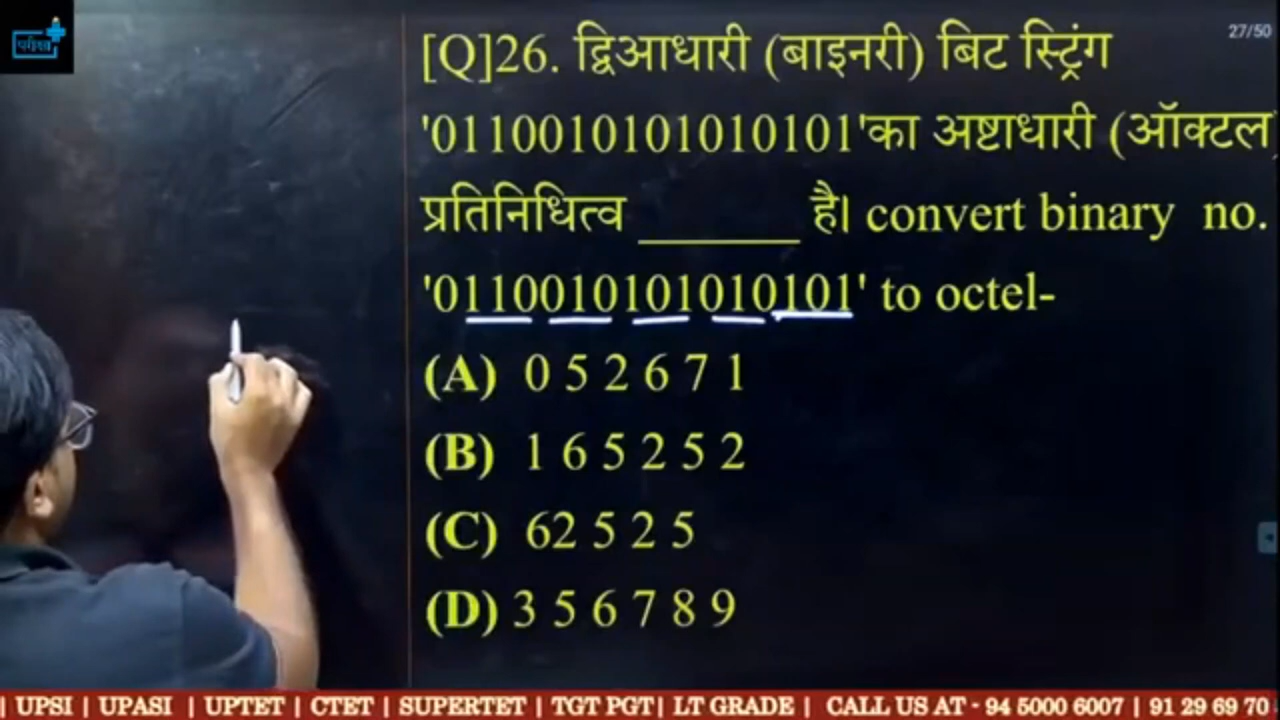 परीक्षा
27/50
[Q]26. द्विआधारी (बाइनरी) बिट स्ट्रिंग
'0110010101010101'का अष्टाधारी (ऑक्टल)
प्रतिनिधित्व ________ है। convert binary no.
'0110010101010101' to octel-
(A) 0 5 2 6 7 1
(B) 1 6 5 2 5 2
(C) 62 5 2 5
(D) 3 5 6 7 8 9
| UPSI | UPASI | UPTET | CTET | SUPERTET | TGT PGT| LT GRADE | CALL US AT - 94 5000 6007 | 91 29 69 70